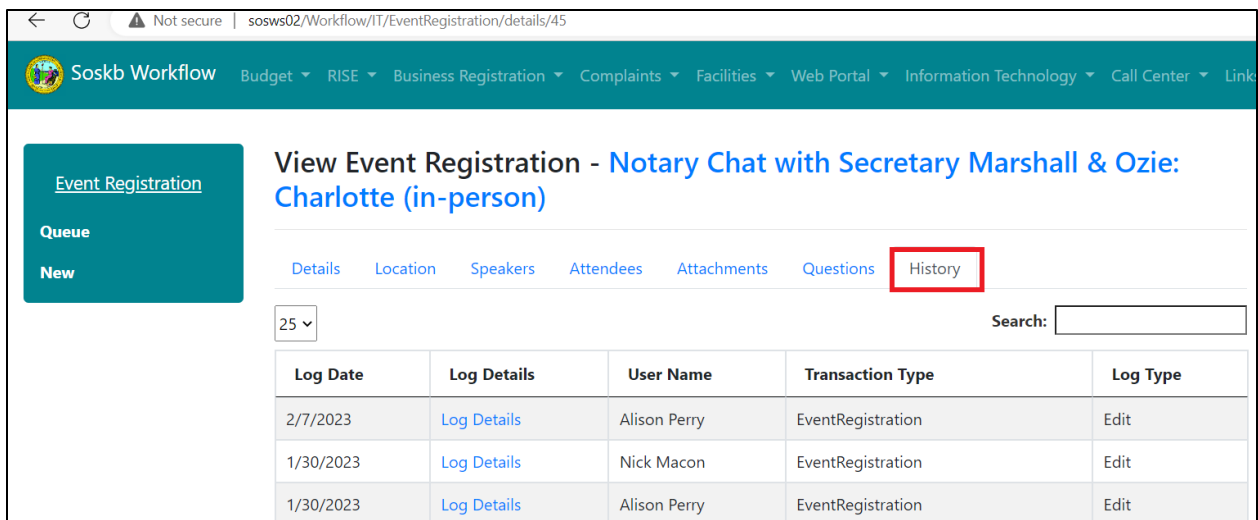 Not secure | sosws02/Workflow/IT/EventRegistration/details/45
Soskb Workflow Budget RISE Business Registration Complaints Facilities Web Portal Information Technology Call Center Links
Event Registration
Queue
New
View Event Registration - Notary Chat with Secretary Marshall & Ozie:
Charlotte (in-person)
Details Location Speakers Attendees Attachments Questions History
25 Search:
Log Date Log Details User Name Transaction Type Log Type
2/7/2023 Log Details Alison Perry EventRegistration Edit
1/30/2023 Log Details Nick Macon EventRegistration Edit
1/30/2023 Log Details Alison Perry EventRegistration Edit